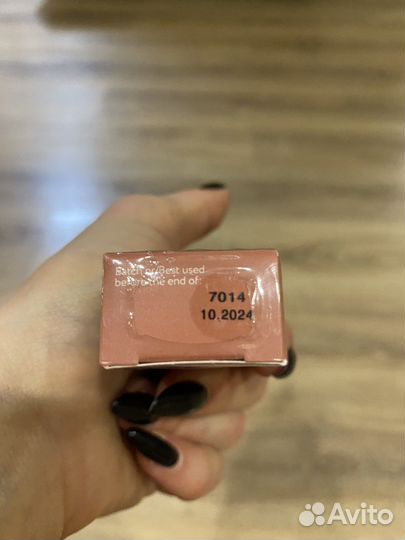 Batch nr/Best used
before the end of:
7014
10.2024
Avito